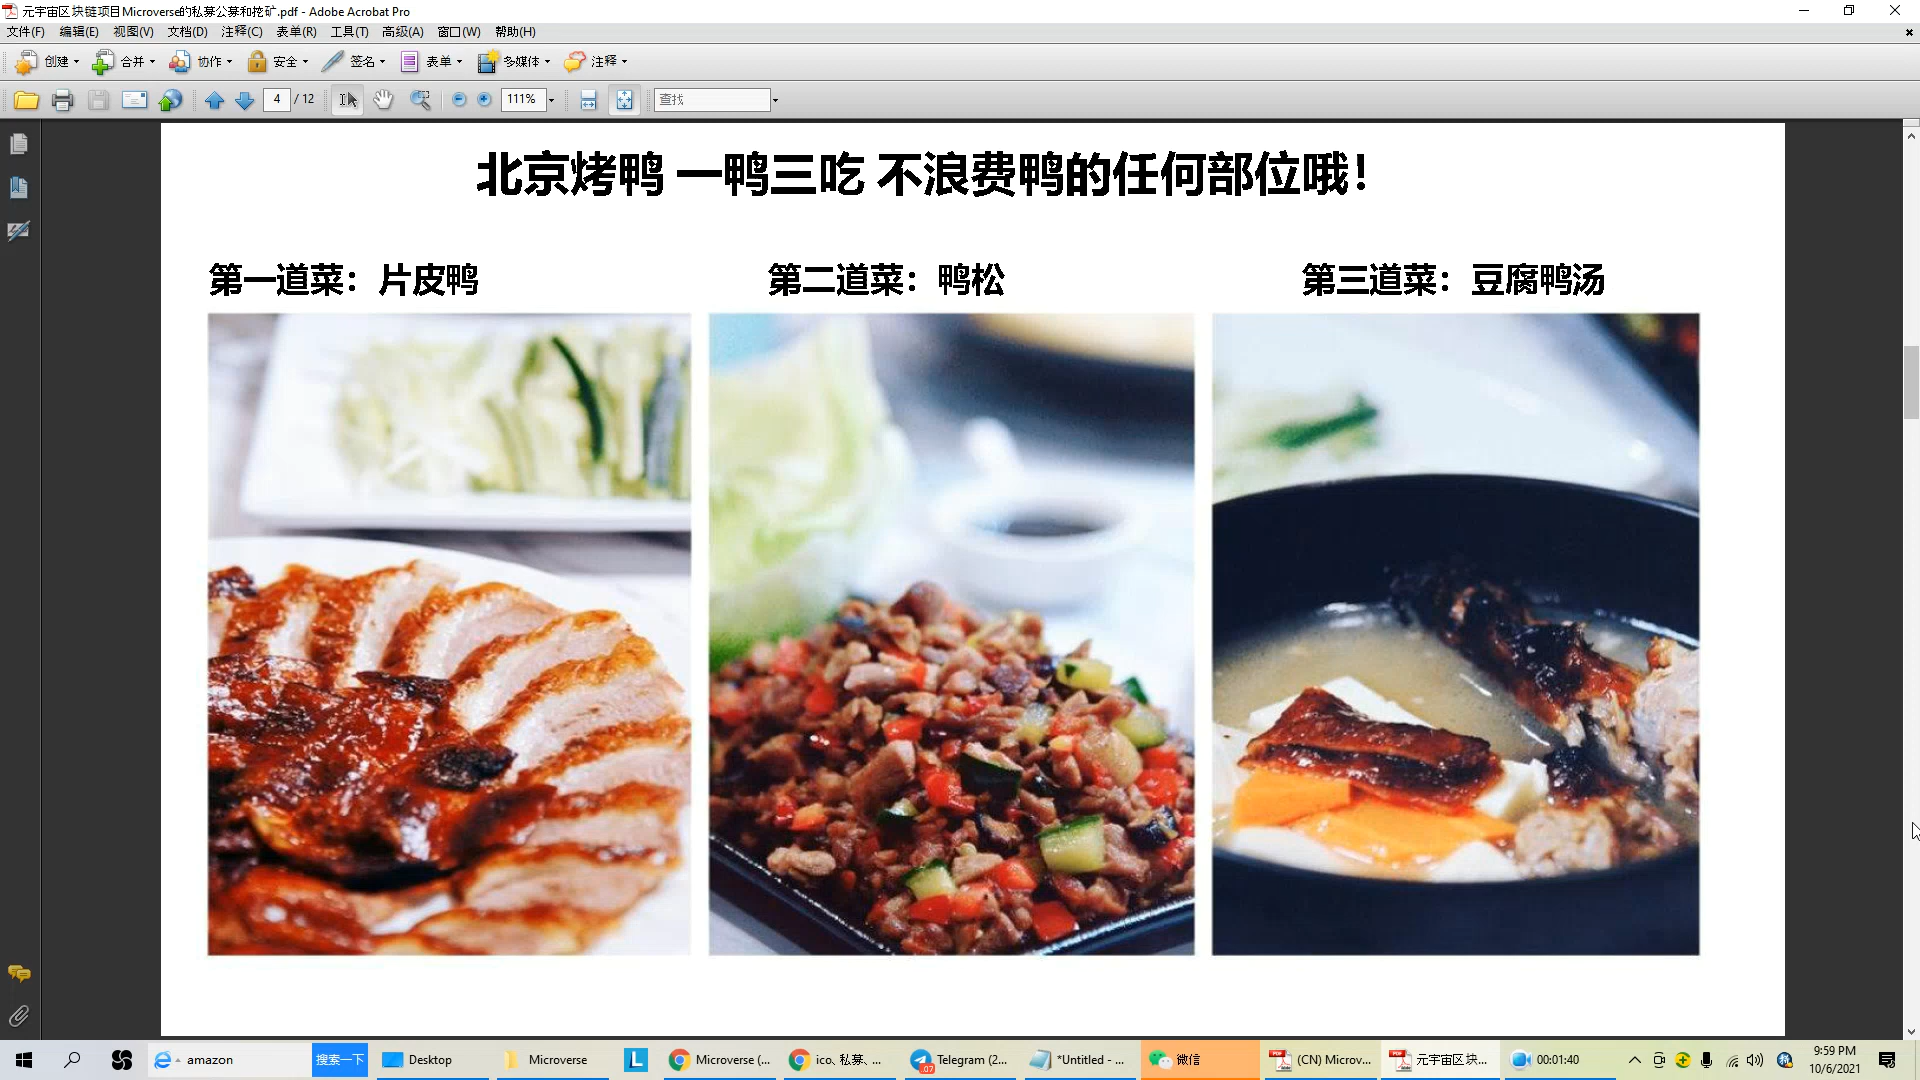 元宇宙区块链项目Microverse的私募公募和挖矿.pdf - Adobe Acrobat Pro
文件(F) 编辑(E) 视图(V) 文档(D) 注释(C) 表单(R) 工具(T) 高级(A) 窗口(W) 帮助(H)
创建 合并 协作 安全 签名 表单 多媒体 注释
4 / 12 111% 查找
北京烤鸭 一鸭三吃 不浪费鸭的任何部位哦！
第一道菜：片皮鸭 第二道菜：鸭松 第三道菜：豆腐鸭汤
amazon 搜索一下 Desktop Microverse L Microverse (... ico、私募、... Telegram (2... *Untitled - ... 微信 (CN) Microv... 元宇宙区块... 00:01:40
9:59 PM
10/6/2021